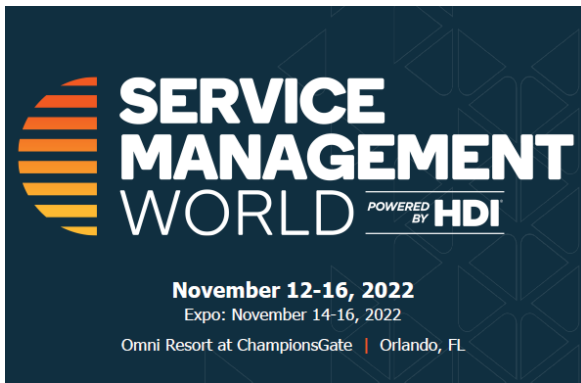 SERVICE
MANAGEMENT
WORLD POWERED BY HDI
November 12-16, 2022
Expo: November 14-16, 2022
Omni Resort at ChampionsGate | Orlando, FL